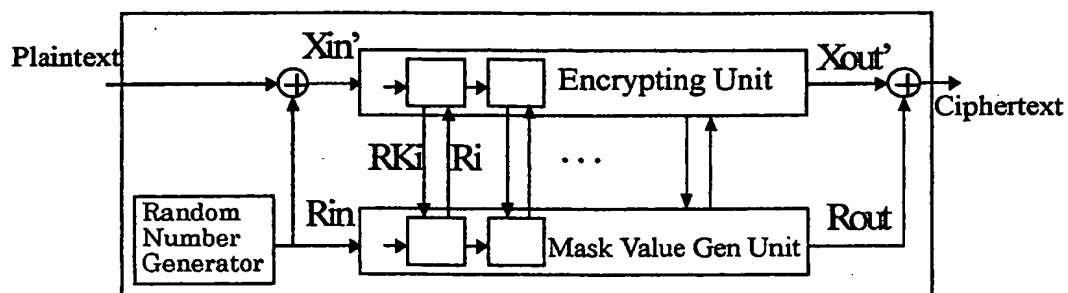 Plaintext
Xin'
Encrypting Unit
Xout'
Ciphertext
RKi
Ri
...
Random
Number
Generator
Rin
Mask Value Gen Unit
Rout